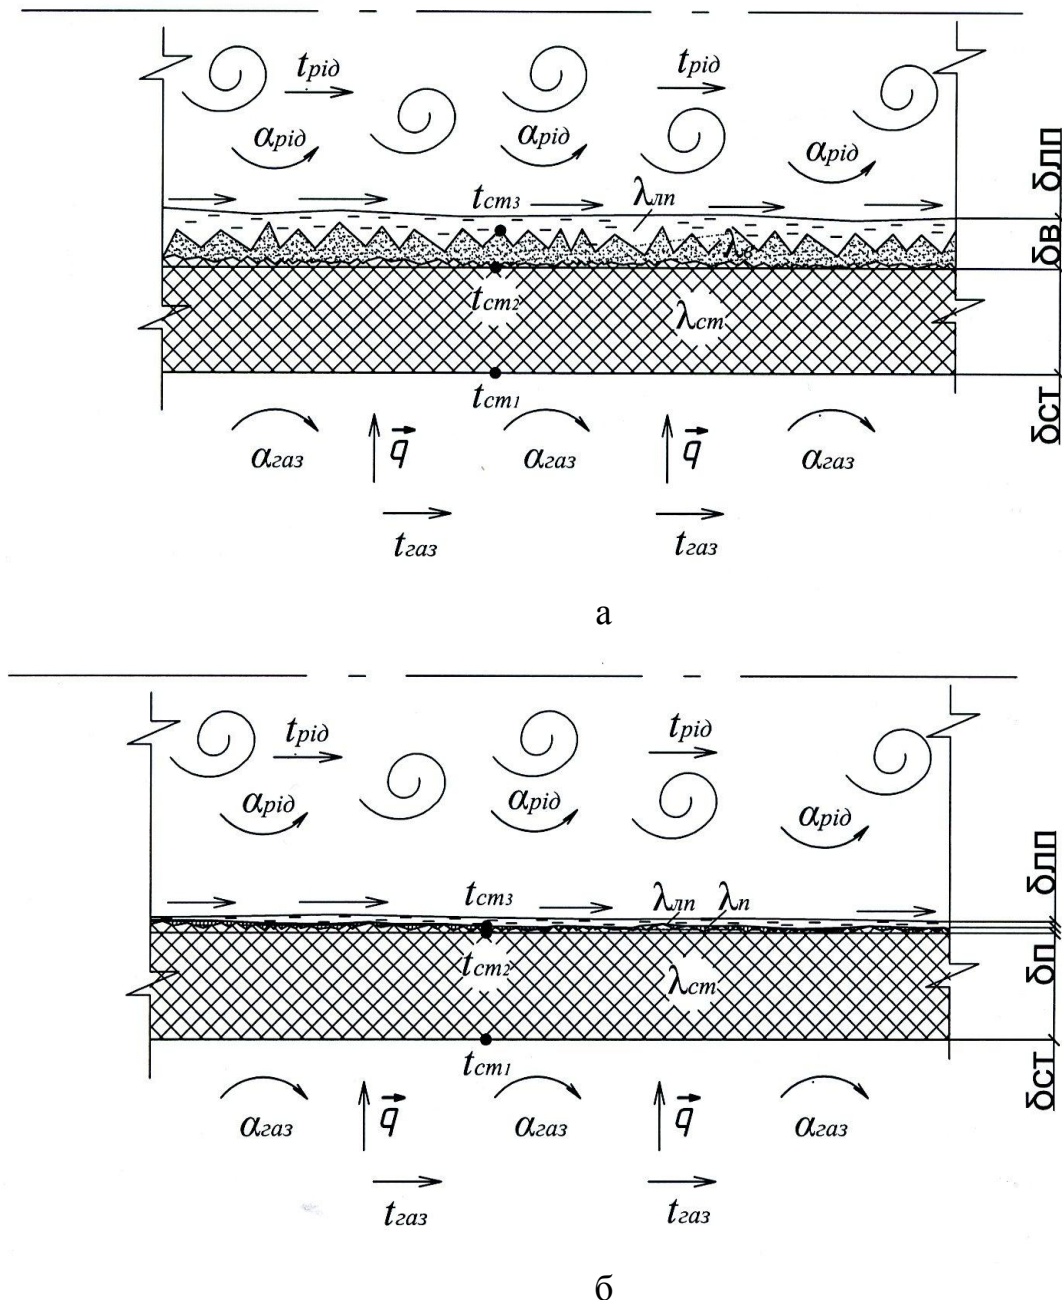 tрід tрід
αрід αрід αрід
tст3 λлп
λв
tст2 λст
tст1
αгаз q αгаз q αгаз
tгаз tгаз
δлп
δв
δст
а
tрід tрід
αрід αрід αрід
tст3 λлп λп
tст2 λст
tст1
αгаз q αгаз q αгаз
tгаз tгаз
δлп
δп
δст
б